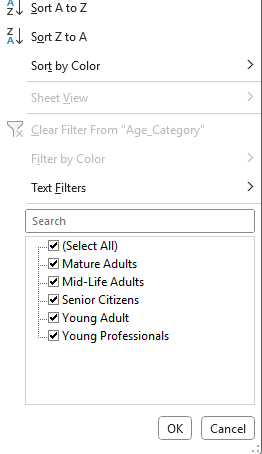 Sort A to Z
Sort Z to A
Sort by Color
Sheet View
Clear Filter From "Age_Category"
Filter by Color
Text Filters
Search
(Select All)
Mature Adults
Mid-Life Adults
Senior Citizens
Young Adult
Young Professionals
OK Cancel